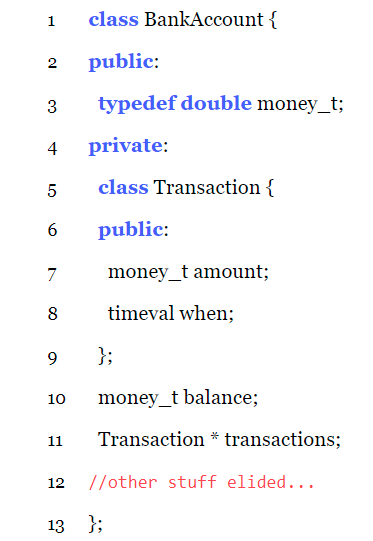 1 class BankAccount {
2 public:
3 typedef double money_t;
4 private:
5 class Transaction {
6 public:
7 money_t amount;
8 timeval when;
9 };
10 money_t balance;
11 Transaction * transactions;
12 //other stuff elided...
13 };